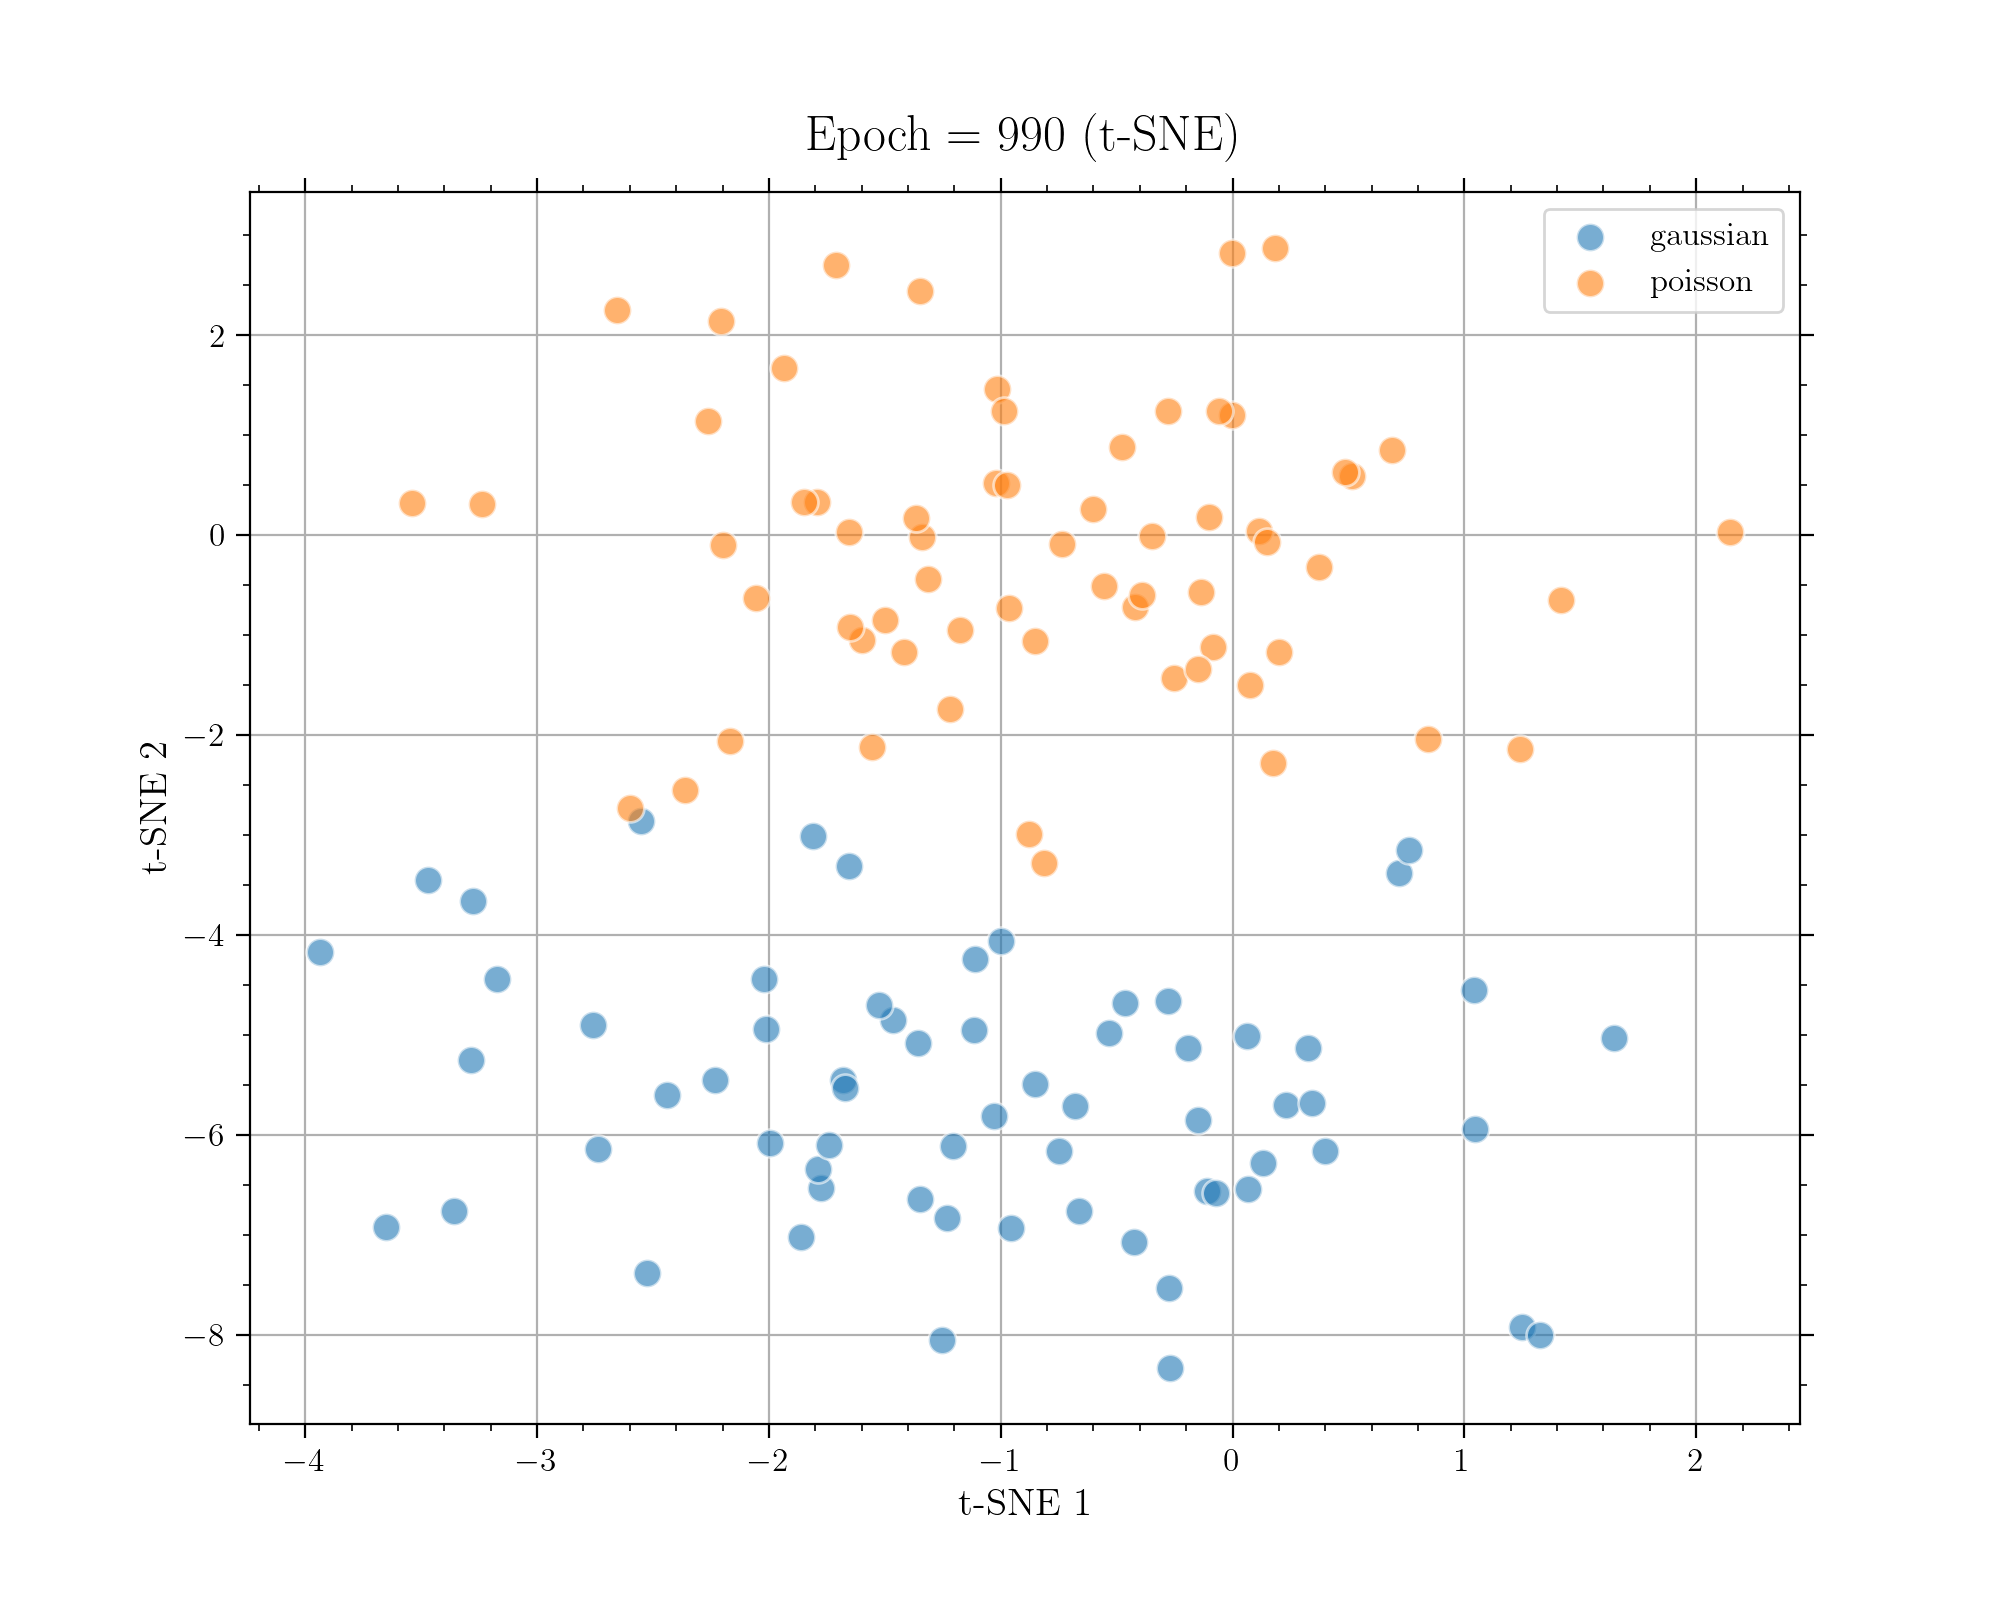 Epoch = 990 (t-SNE)
gaussian
poisson
2
0
−2
−4
−6
−8
t-SNE 2
−4 −3 −2 −1 0 1 2
t-SNE 1